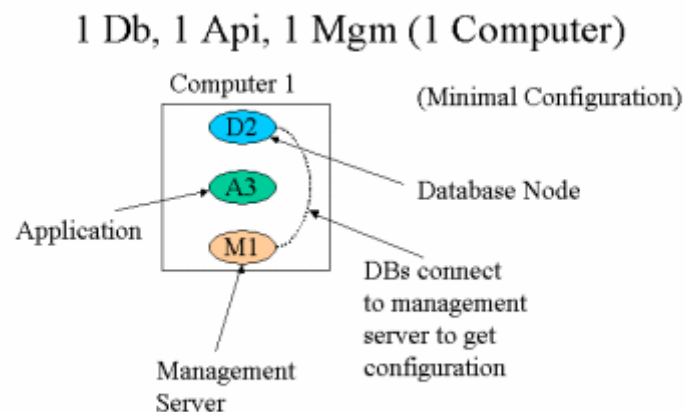 1 Db, 1 Api, 1 Mgm (1 Computer)
Computer 1
(Minimal Configuration)
D2
A3
Database Node
Application
M1
DBs connect
to management
server to get
configuration
Management
Server